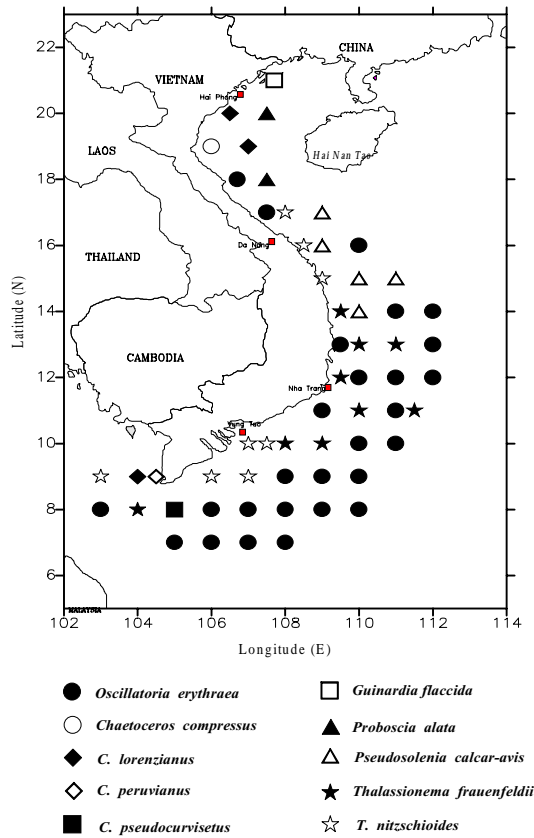 22
20
18
16
14
12
10
8
6
Latitude (N)
CHINA
VIETNAM
Hai Phong
LAOS
Hai Nan Tao
Da Nang
THAILAND
CAMBODIA
Nha Trang
Vung Tau
MALAYSIA
102 104 106 108 110 112 114
Longitude (E)
Oscillatoria erythraea
Chaetoceros compressus
C. lorenzianus
C. peruvianus
C. pseudocurvisetus
Guinardia flaccida
Proboscia alata
Pseudosolenia calcar-avis
Thalassionema frauenfeldii
T. nitzschioides